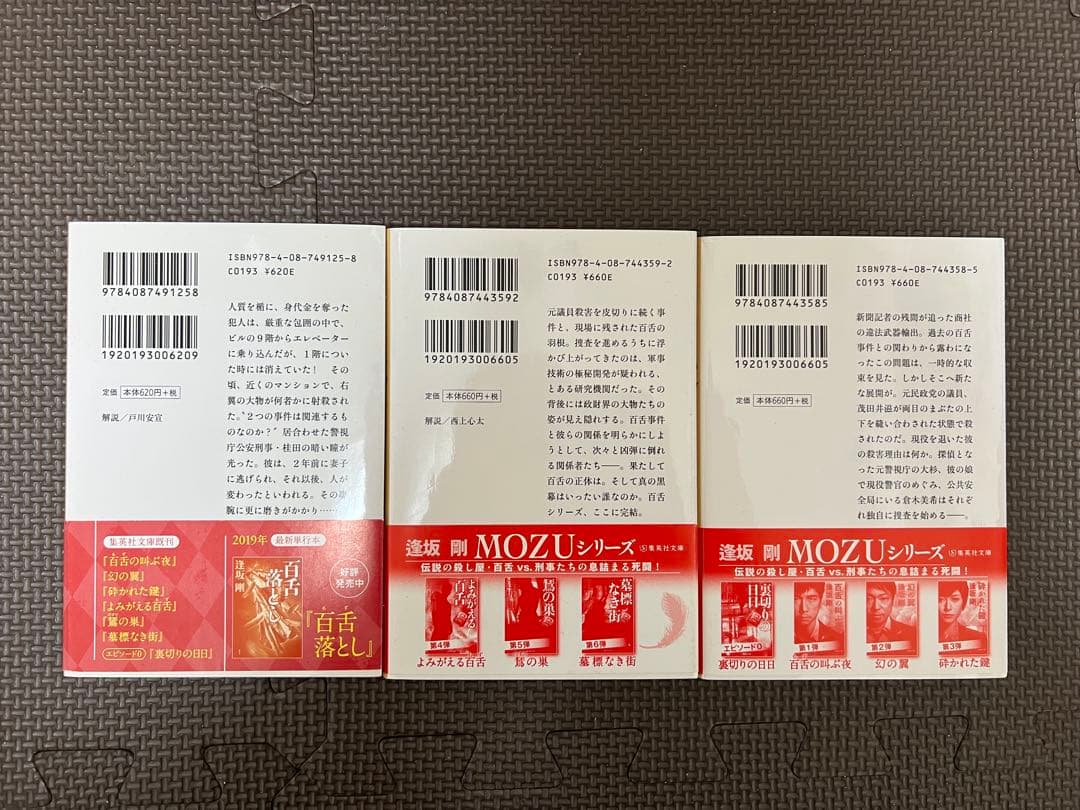 ISBN978-4-08-749125-8
C0193 ¥620E
9784087491258
1920193006209
定価 本体620円+税
解説／戸川安宣
人質を楯に、身代金を奪った
犯人は、厳重な包囲の中で、
ビルの9階からエレベーター
に乗り込んだが、1階につい
た時には消えていた！ その
頃、近くのマンションで、右
翼の大物が何者かに射殺され
た。〝2つの事件は関連するも
のなのか？〟居合わせた警視
庁公安刑事・桂田の暗い瞳が
光った。彼は、2年前に妻子
に逃げられ、それ以後、人が
変わったといわれる。その
腕に更に磨きがかかり……
集英社文庫既刊
『百舌の叫ぶ夜』
『幻の翼』
『砕かれた鍵』
『よみがえる百舌』
『鵟の巣』
『墓標なき街』
エピソード0 『裏切りの日日』
2019年 最新単行本
百舌落とし
逢坂剛
好評
発売中
『百舌
落とし』
ISBN978-4-08-744359-2
C0193 ¥660E
9784087443592
1920193006605
定価 本体660円+税
解説／西上心太
元議員殺害を皮切りに続く事
件と、現場に残された百舌の
羽根。捜査を進めるうちに浮
かび上がってきたのは、軍事
技術の極秘開発が疑われる、
とある研究機関だった。その
背後には政財界の大物たちの
姿が見え隠れする。百舌事件
と彼らの関係を明らかにしよ
うとして、次々と凶弾に倒れ
る関係者たち――。果たして
百舌の正体は。そして真の黒
幕はいったい誰なのか。百舌
シリーズ、ここに完結。
逢坂 剛 MOZUシリーズ 集英社文庫
伝説の殺し屋・百舌 vs. 刑事たちの息詰まる死闘！
よみがえる百舌
鵟の巣
墓標なき街
第4弾
第5弾
第6弾
よみがえる百舌
鵟の巣
墓標なき街
ISBN978-4-08-744358-5
C0193 ¥660E
9784087443585
1920193006605
定価 本体660円+税
新聞記者の残間が追った商社
の違法武器輸出。過去の百舌
事件との関わりから露わにな
ったこの問題は、一時的な収
束を見た。しかしそこへ新た
な展開が。元民政党の議員、
茂田井滋が両目のまぶたの上
下を縫い合わされた状態で殺
されたのだ。現役を退いた彼
の殺害理由は何か。探偵とな
った元警視庁の大杉、彼の娘
で現役警官のめぐみ、公共安
全局にいる倉木美希はそれぞ
れ独自に捜査を始める――。
逢坂 剛 MOZUシリーズ 集英社文庫
伝説の殺し屋・百舌 vs. 刑事たちの息詰まる死闘！
裏切りの日日
百舌の叫ぶ夜
幻の翼
砕かれた鍵
エピソード0
第1弾
第2弾
第3弾
裏切りの日日
百舌の叫ぶ夜
幻の翼
砕かれた鍵